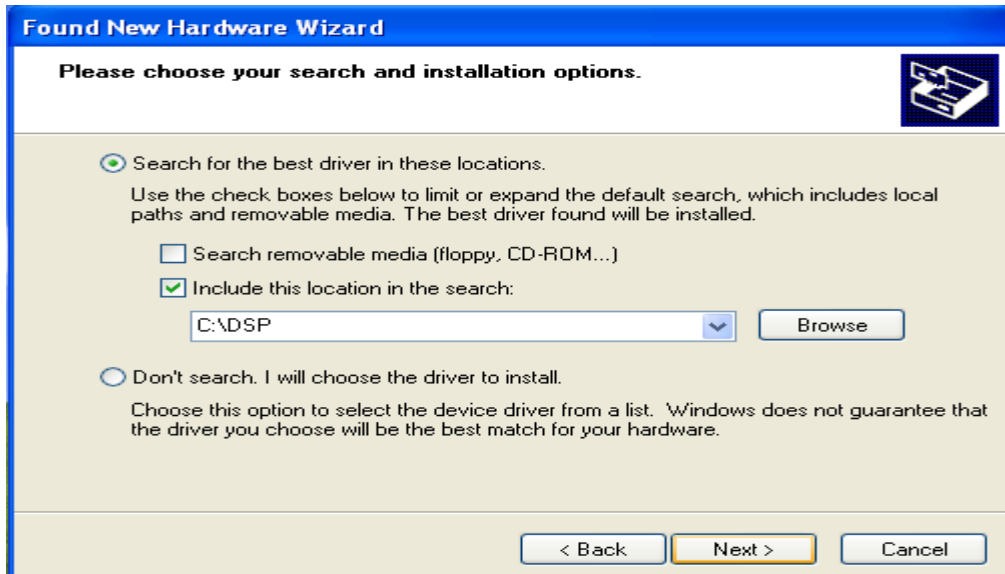 Found New Hardware Wizard
Please choose your search and installation options.
Search for the best driver in these locations.
Use the check boxes below to limit or expand the default search, which includes local
paths and removable media. The best driver found will be installed.
Search removable media (floppy, CD-ROM...)
Include this location in the search:
C:\DSP
Browse
Don't search. I will choose the driver to install.
Choose this option to select the device driver from a list.  Windows does not guarantee that
the driver you choose will be the best match for your hardware.
< Back
Next >
Cancel